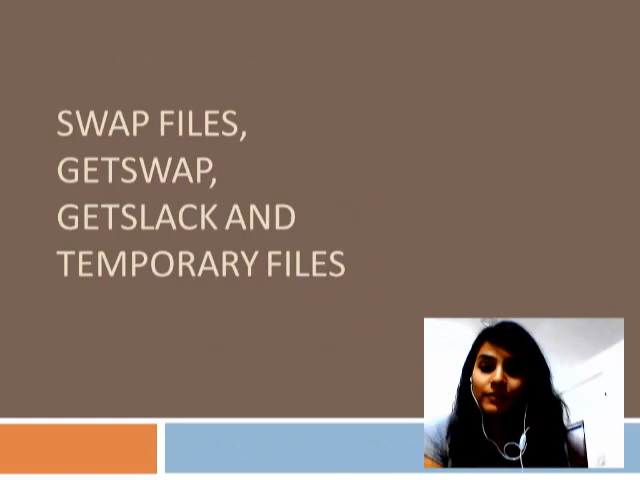 SWAP FILES,
GETSWAP,
GETSLACK AND
TEMPORARY FILES